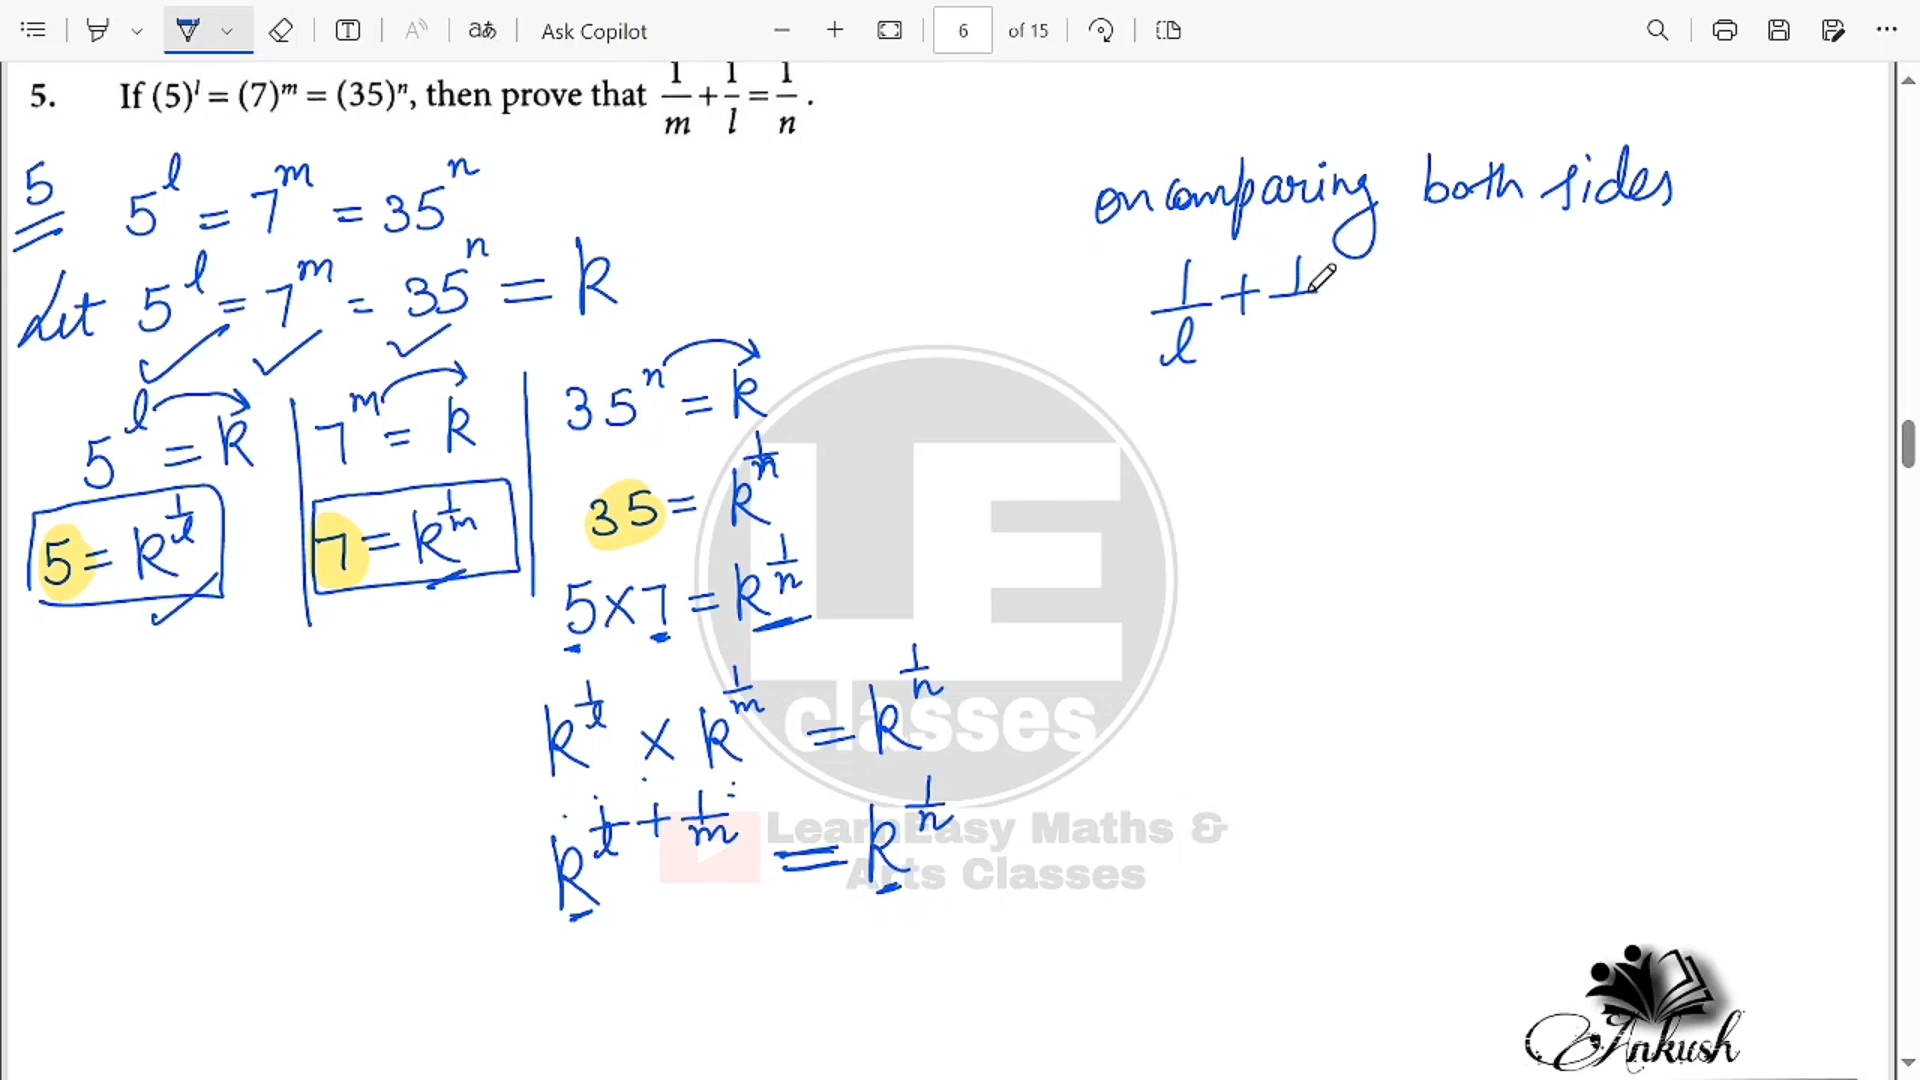 Ask Copilot 6 of 15
5. If (5)^l = (7)^m = (35)^n, then prove that 1/m + 1/l = 1/n .
5 5^l = 7^m = 35^n
Let 5^l = 7^m = 35^n = k
5^l = k
5 = k^(1/l)
7^m = k
7 = k^(1/m)
35^n = k
35 = k^(1/n)
5×7 = k^(1/n)
k^(1/l) × k^(1/m) = k^(1/n)
k^(1/l + 1/m) = k^(1/n)
on comparing both sides
1/l + 1
LE
classes
LearnEasy Maths &
Arts Classes
Ankush